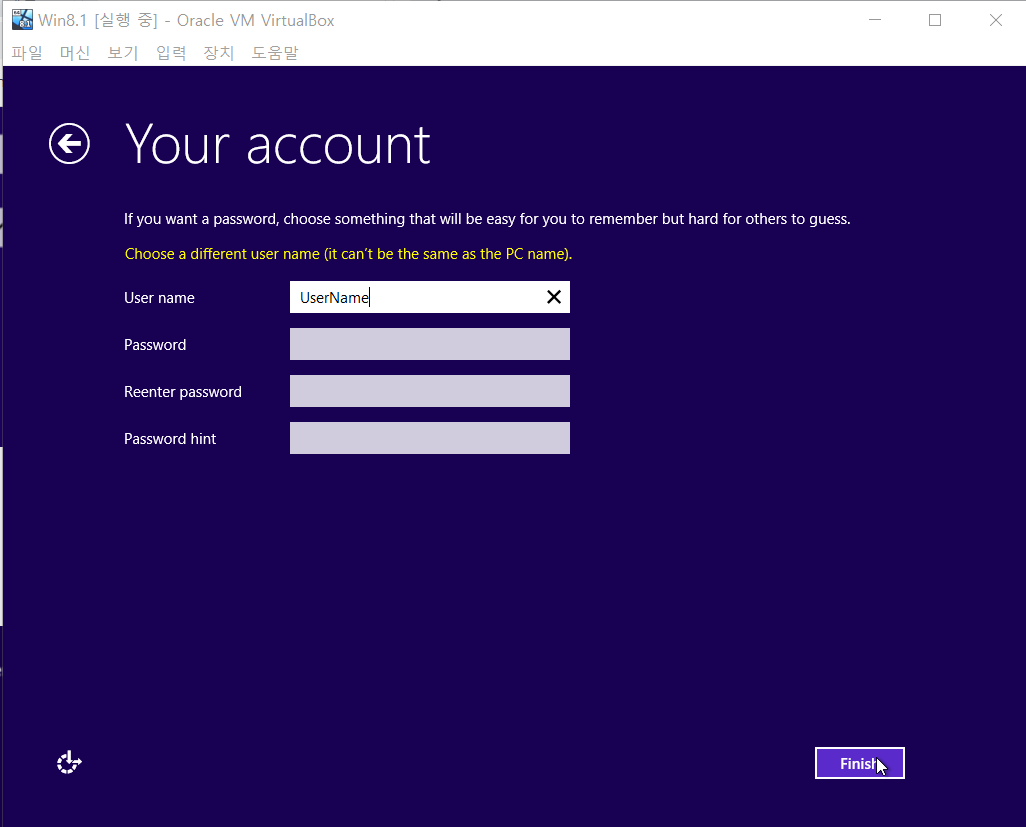 Win8.1 [실행 중] - Oracle VM VirtualBox
파일 머신 보기 입력 장치 도움말
Your account
If you want a password, choose something that will be easy for you to remember but hard for others to guess.
Choose a different user name (it can't be the same as the PC name).
User name UserName
Password
Reenter password
Password hint
Finish